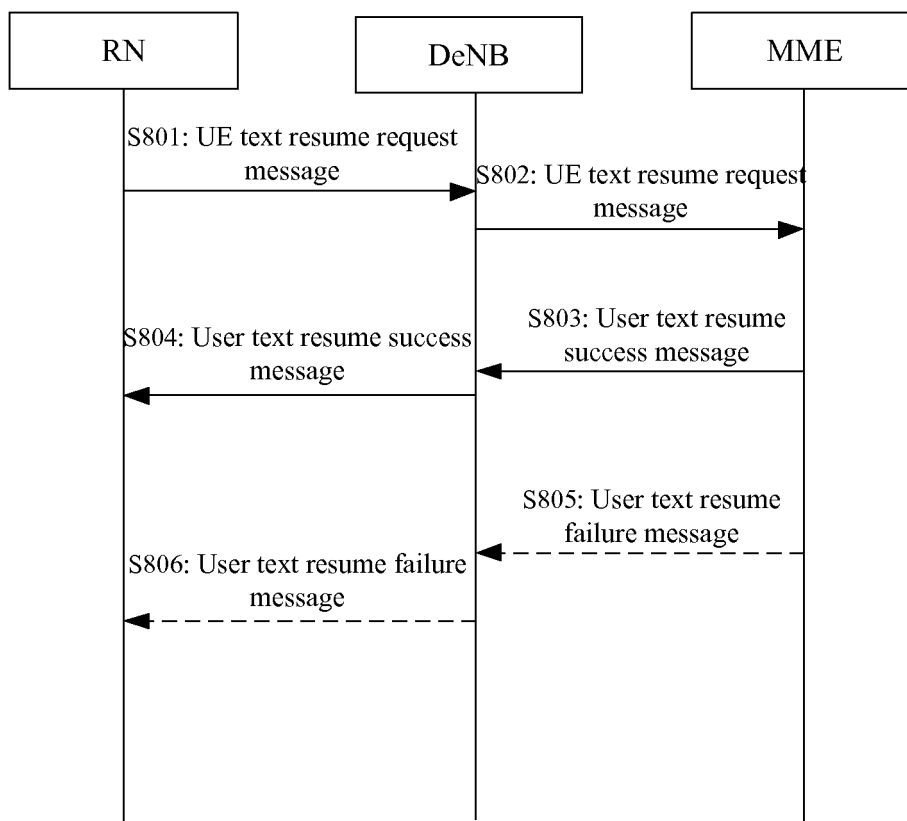 RN
DeNB
MME
S801: UE text resume request
message
S802: UE text resume request
message
S803: User text resume
success message
S804: User text resume success
message
S805: User text resume
failure message
S806: User text resume failure
message